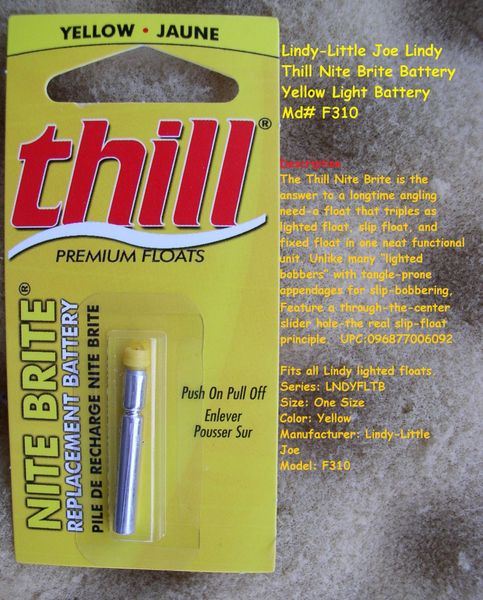 YELLOW • JAUNE
thill®
PREMIUM FLOATS
NITE BRITE®
REPLACEMENT BATTERY
PILE DE RECHARGE NITE BRITE
Push On Pull Off
Enlever
Pousser Sur
Lindy-Little Joe Lindy
Thill Nite Brite Battery
Yellow Light Battery
Md# F310
Description
The Thill Nite Brite is the
answer to a longtime angling
need-a float that triples as
lighted float, slip float, and
fixed float in one neat functional
unit. Unlike many "lighted
bobbers" with tangle-prone
appendages for slip-bobbering,
Feature a through-the-center
slider hole-the real slip-float
principle. UPC:096877006092
Fits all Lindy lighted floats
Series: LNDYFLTB
Size: One Size
Color: Yellow
Manufacturer: Lindy-Little
Joe
Model: F310